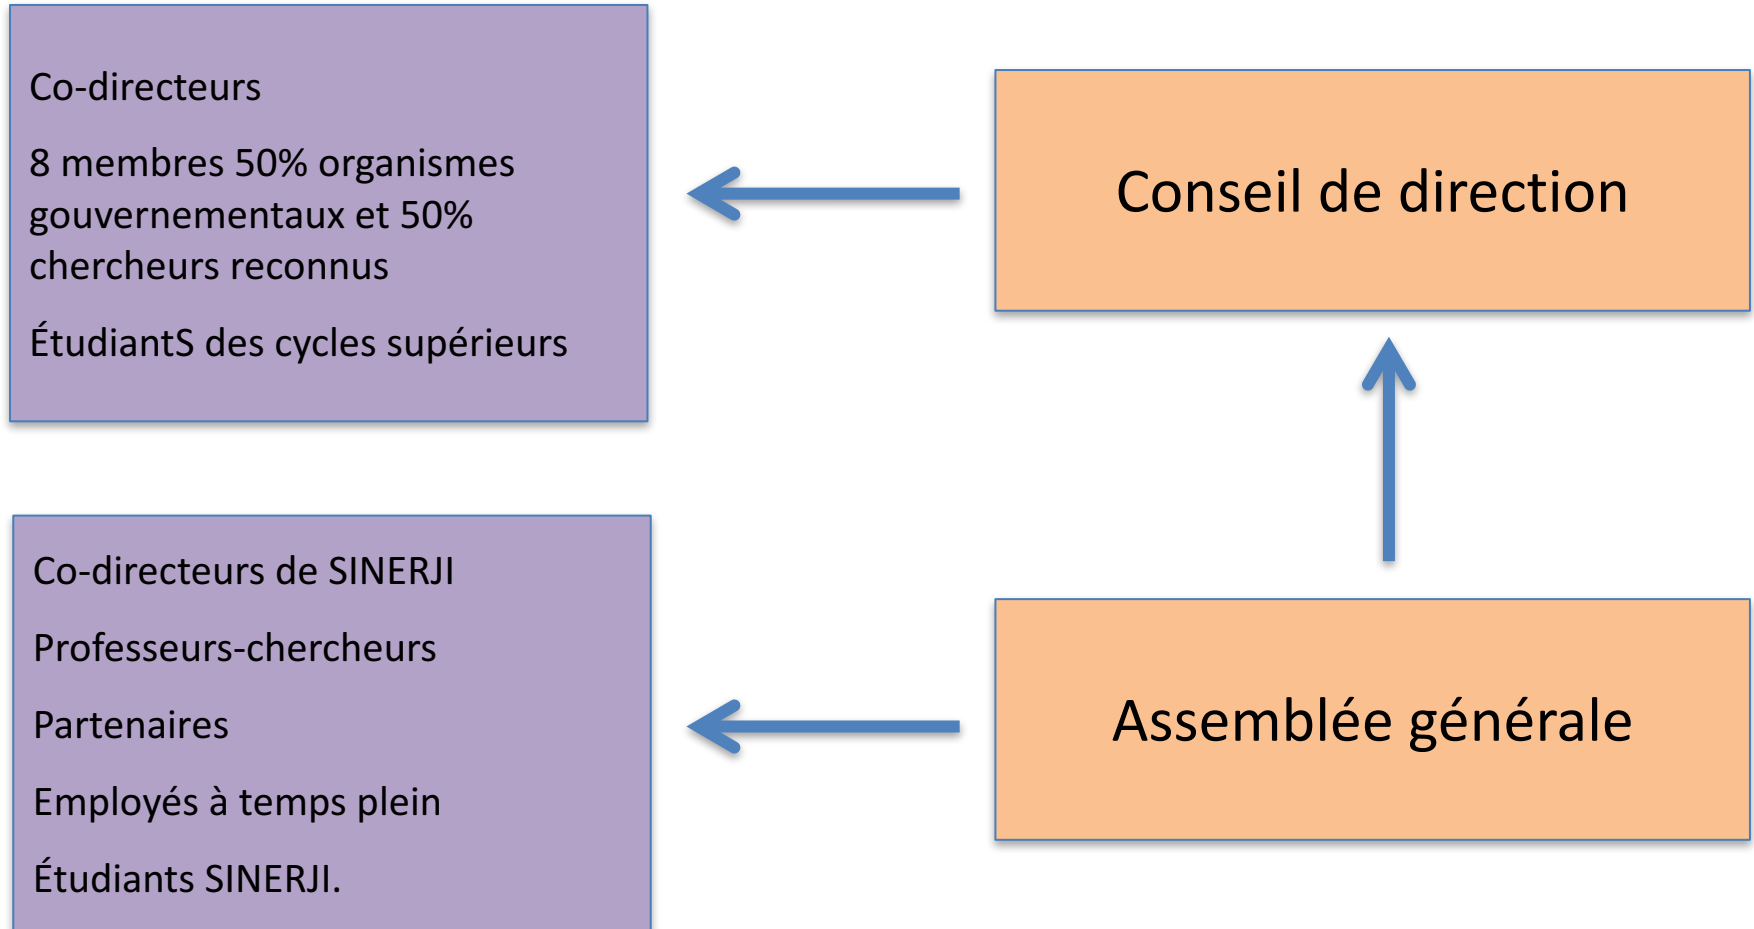 Co-directeurs
8 membres 50% organismes
gouvernementaux et 50%
chercheurs reconnus
ÉtudiantS des cycles supérieurs
Conseil de direction
Co-directeurs de SINERJI
Professeurs-chercheurs
Partenaires
Employés à temps plein
Étudiants SINERJI.
Assemblée générale